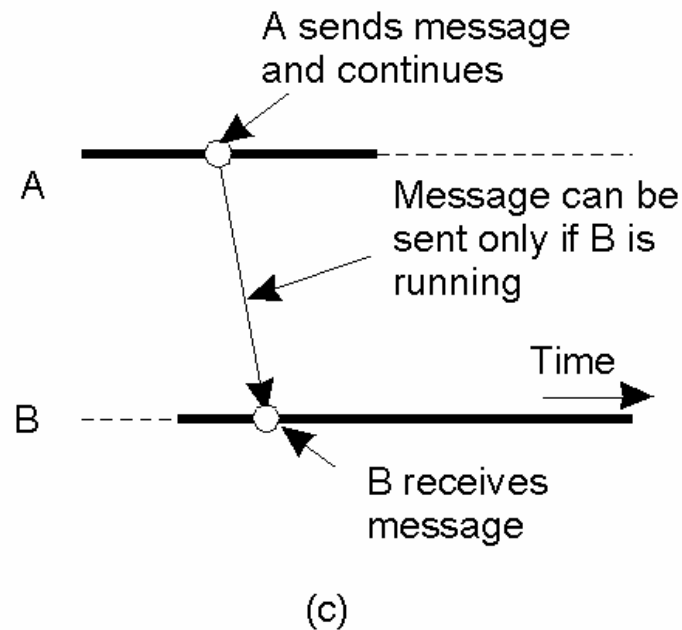 A sends message
and continues
A
Message can be
sent only if B is
running
Time
B
B receives
message
(c)